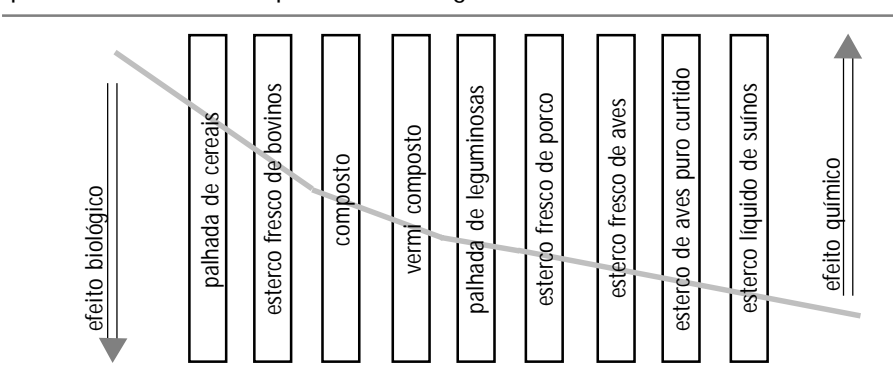 efeito biológico
palhada de cereais
esterco fresco de bovinos
composto
vermi composto
palhada de leguminosas
esterco fresco de porco
esterco fresco de aves
esterco de aves puro curtido
esterco líquido de suínos
efeito químico